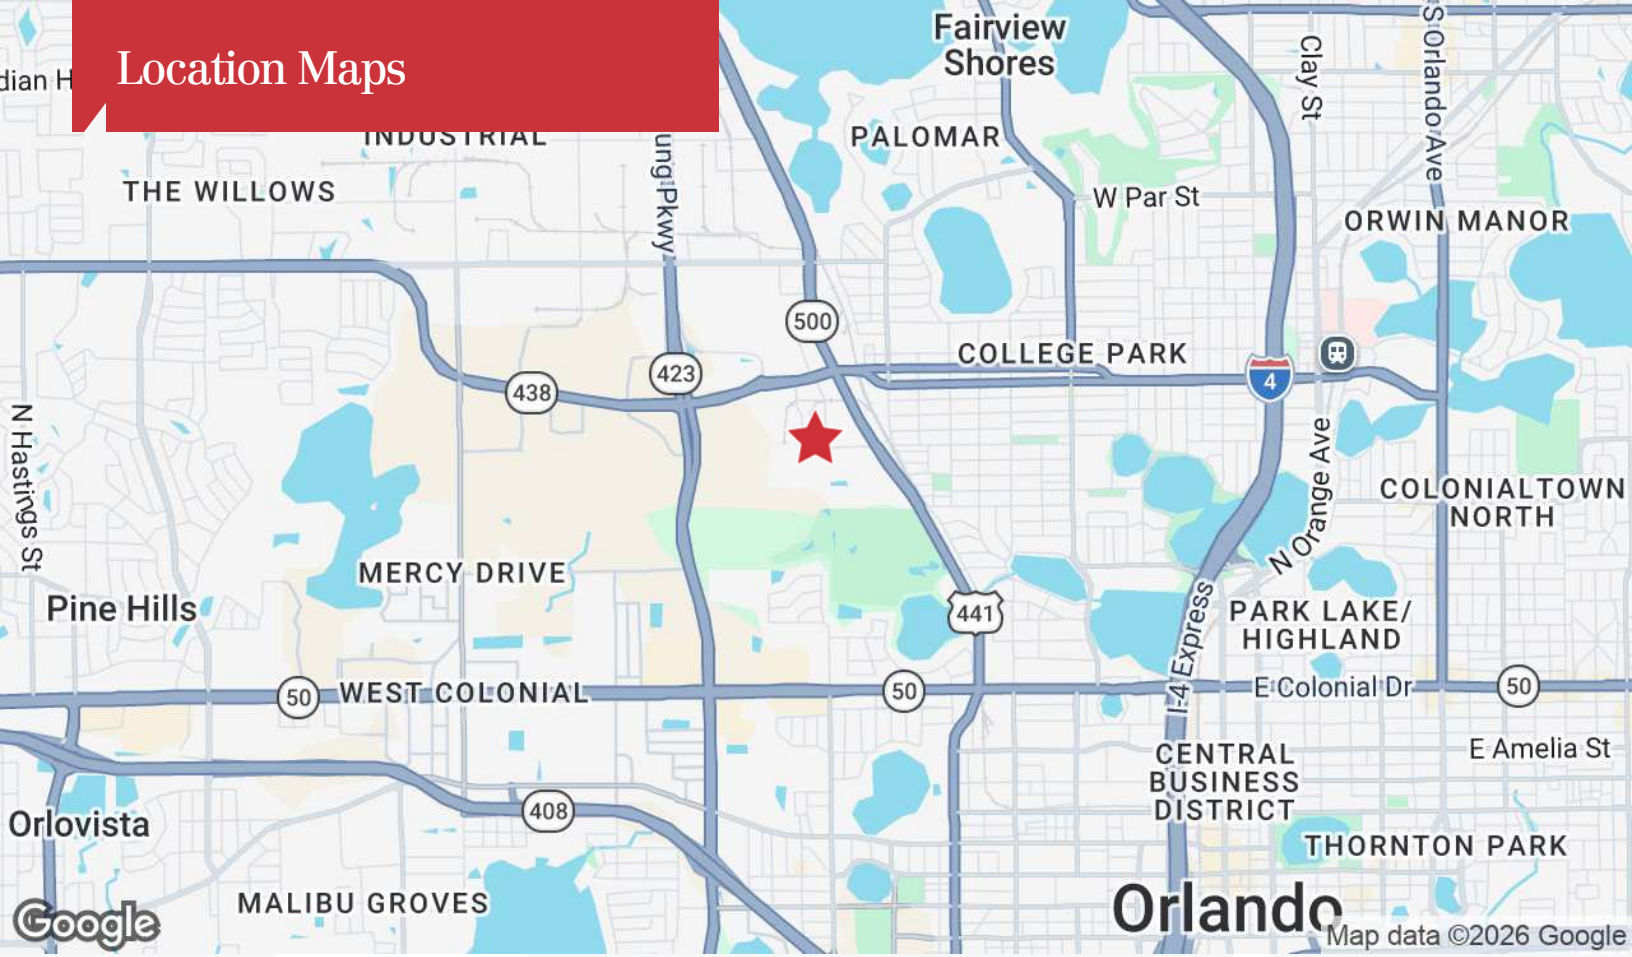 Location Maps
Fairview
Shores
dian H
INDUSTRIAL
PALOMAR
THE WILLOWS
ung Pkwy
W Par St
Clay St
S Orlando Ave
ORWIN MANOR
500
COLLEGE PARK
423
438
4
N Hastings St
N Orange Ave
COLONIALTOWN
NORTH
MERCY DRIVE
Pine Hills
441
PARK LAKE/
HIGHLAND
I-4 Express
50
WEST COLONIAL
50
E Colonial Dr
50
E Amelia St
CENTRAL
BUSINESS
DISTRICT
408
Orlovista
THORNTON PARK
MALIBU GROVES
Orlando
Google
Map data ©2026 Google